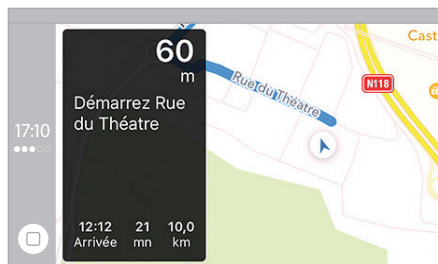 60
m
Démarrez Rue
du Théatre
12:12 21 10,0
Arrivée mn km
17:10
Rue du Théatre
N118